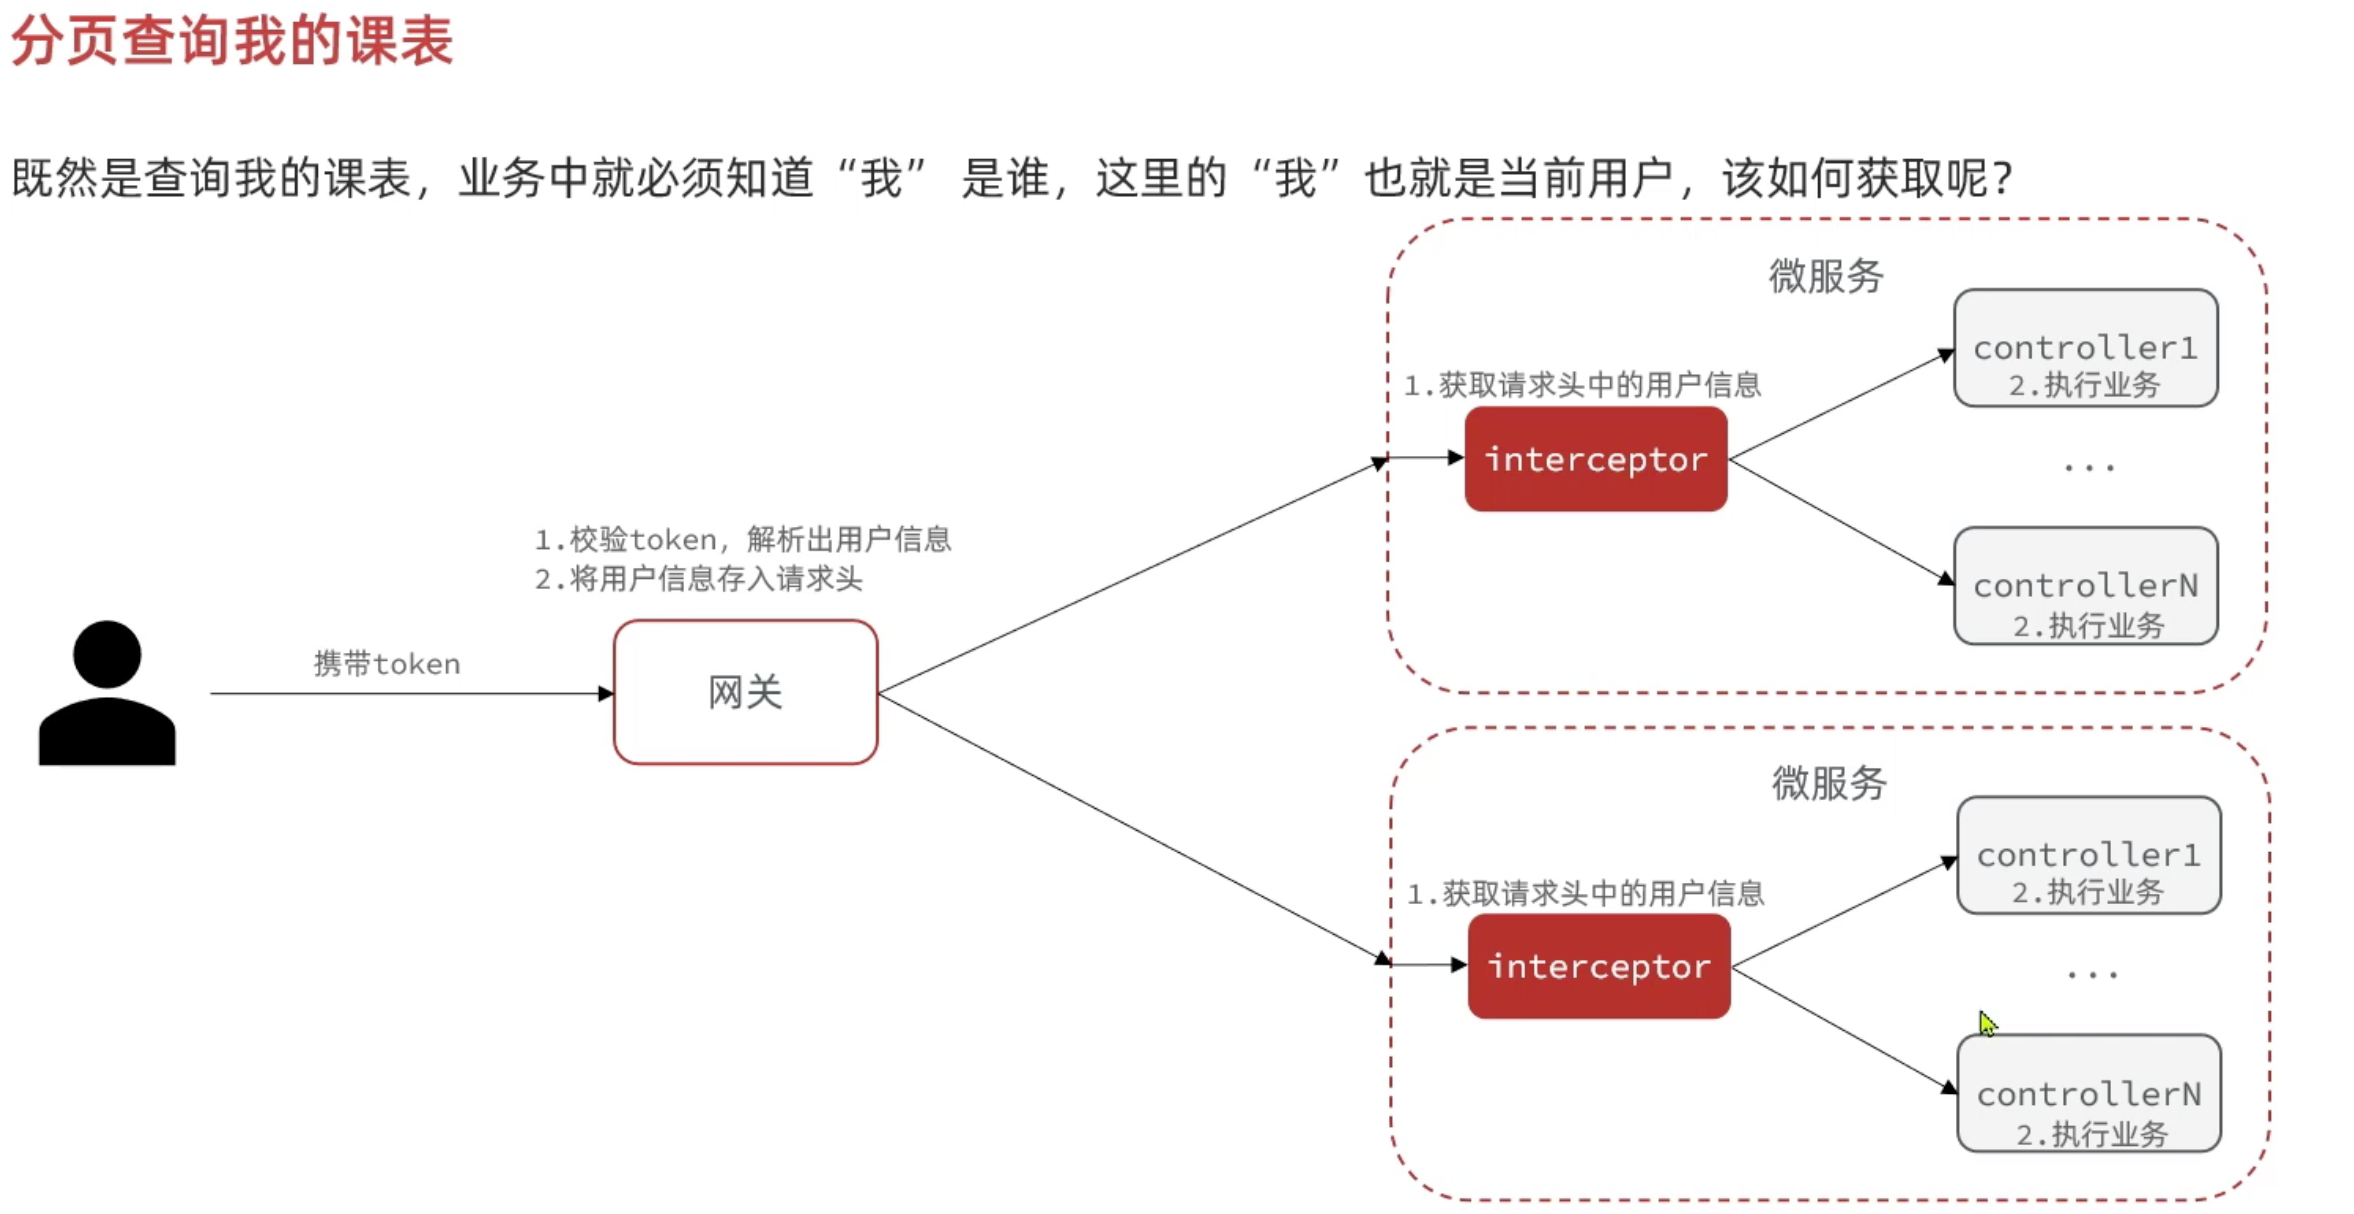 分页查询我的课表
既然是查询我的课表，业务中就必须知道“我” 是谁，这里的“我”也就是当前用户，该如何获取呢？
携带token
1.校验token，解析出用户信息
2.将用户信息存入请求头
网关
微服务
1.获取请求头中的用户信息
interceptor
controller1
2.执行业务
...
controllerN
2.执行业务
微服务
1.获取请求头中的用户信息
interceptor
controller1
2.执行业务
...
controllerN
2.执行业务